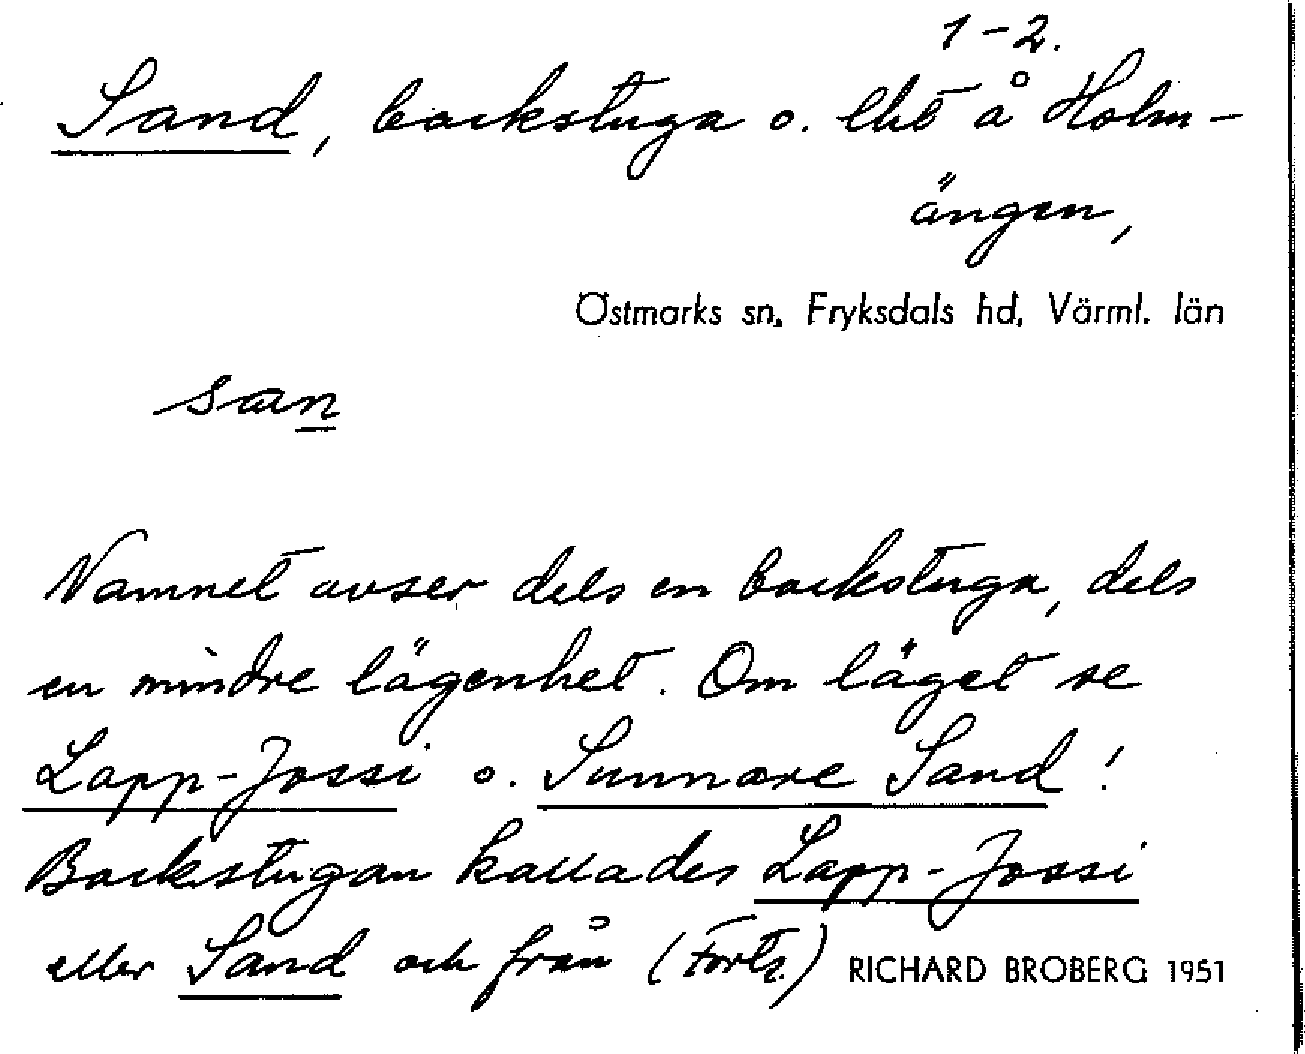 1-2.
Sand, backstuga o. lht å Holm-
ängen,
Östmarks sn, Fryksdals hd, Värml. län
san
Namnet avser dels en backstuga, dels
en mindre lägenhet. Om läget se
Lapp-Jossi o. Sunnare Sand!
Backstugan kallades Lapp-Jossi
eller Sand och från (Forts.) RICHARD BROBERG 1951